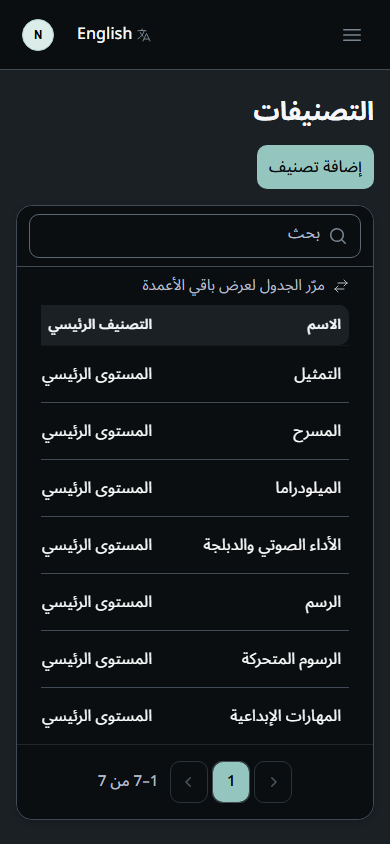 N
English
التصنيفات
إضافة تصنيف
بحث
مرّر الجدول لعرض باقي الأعمدة
الاسم التصنيف الرئيسي
التمثيل المستوى الرئيسي
المسرح المستوى الرئيسي
الميلودراما المستوى الرئيسي
الأداء الصوتي والدبلجة المستوى الرئيسي
الرسم المستوى الرئيسي
الرسوم المتحركة المستوى الرئيسي
المهارات الإبداعية المستوى الرئيسي
1
1–7 من 7